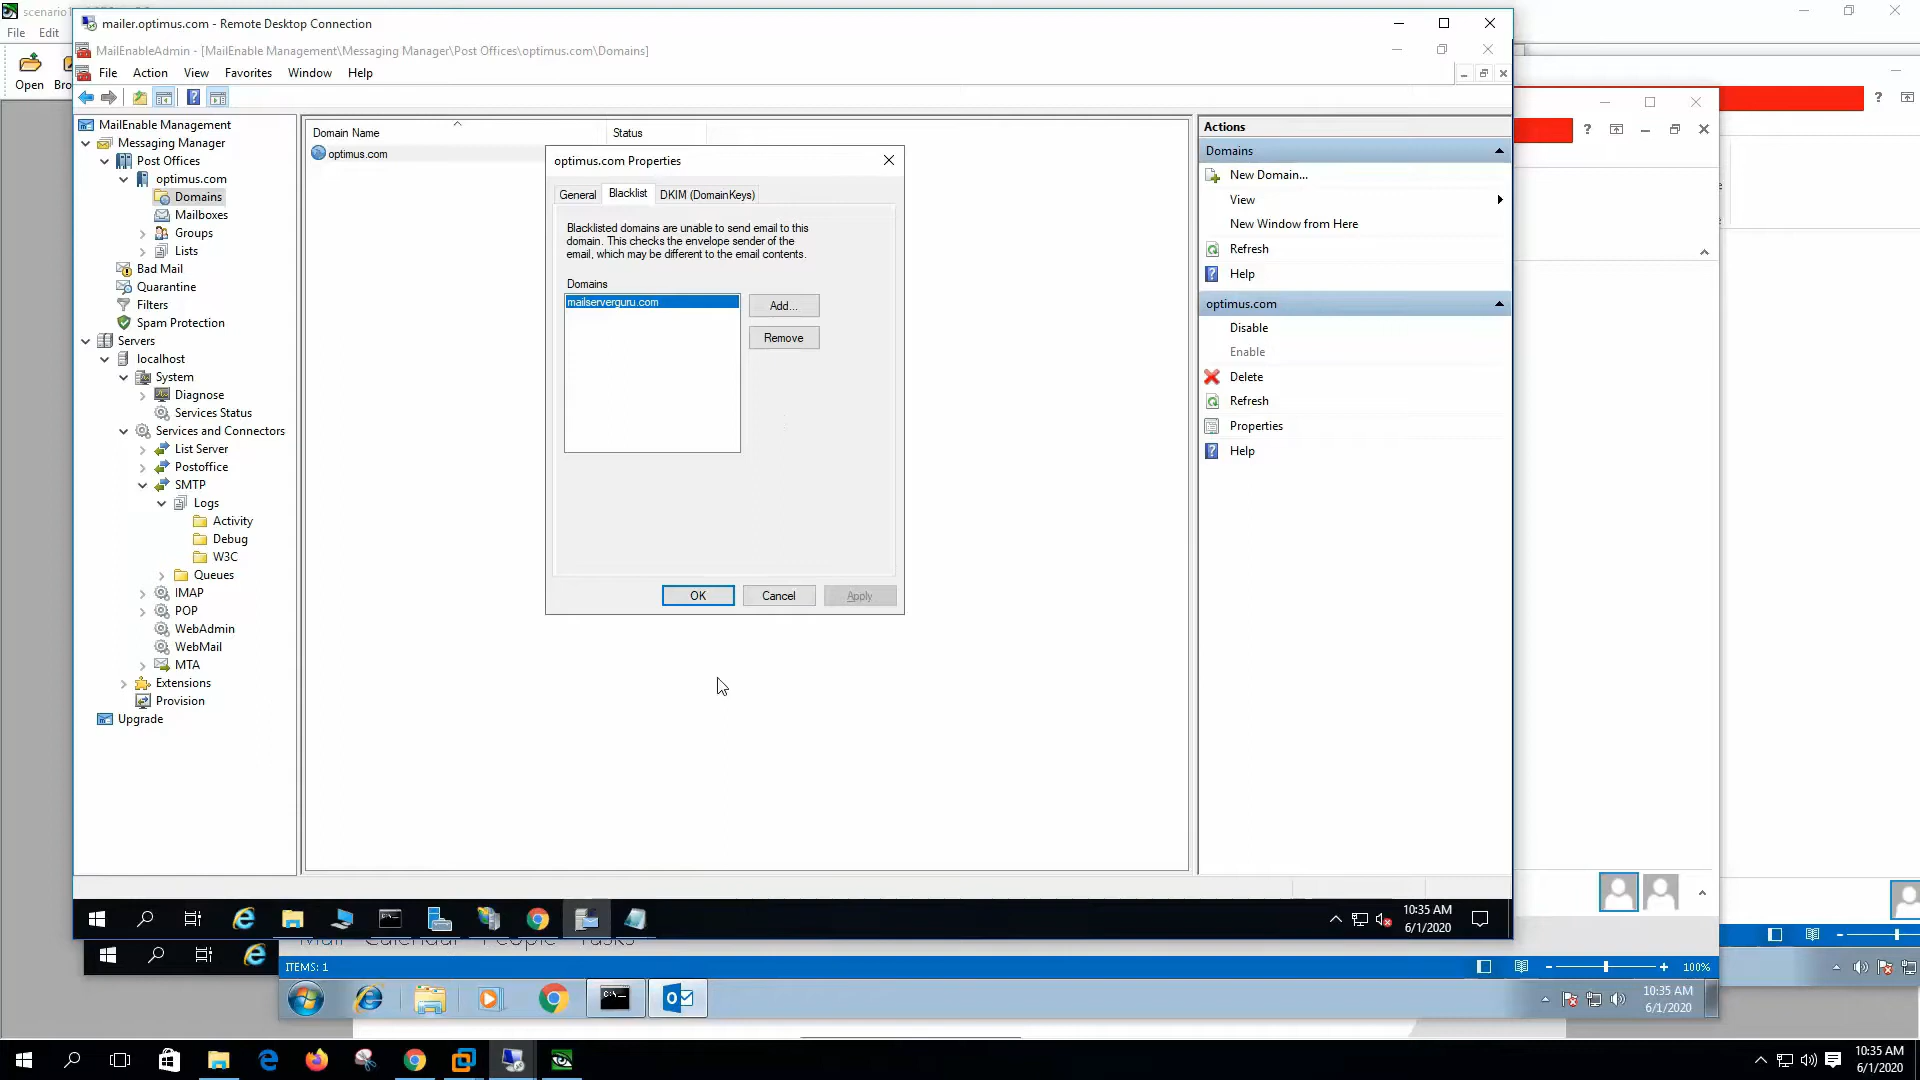 scenario
File Edit
Open Bro
mailer.optimus.com - Remote Desktop Connection
MailEnableAdmin - [MailEnable Management\Messaging Manager\Post Offices\optimus.com\Domains]
File Action View Favorites Window Help
MailEnable Management
Messaging Manager
Post Offices
optimus.com
Domains
Mailboxes
Groups
Lists
Bad Mail
Quarantine
Filters
Spam Protection
Servers
localhost
System
Diagnose
Services Status
Services and Connectors
List Server
Postoffice
SMTP
Logs
Activity
Debug
W3C
Queues
IMAP
POP
WebAdmin
WebMail
MTA
Extensions
Provision
Upgrade
Domain Name Status
optimus.com
optimus.com Properties
General Blacklist DKIM (DomainKeys)
Blacklisted domains are unable to send email to this
domain. This checks the envelope sender of the
email, which may be different to the email contents.
Domains
mailserverguru.com
Add...
Remove
OK Cancel Apply
Actions
Domains
New Domain...
View
New Window from Here
Refresh
Help
optimus.com
Disable
Enable
Delete
Refresh
Properties
Help
10:35 AM
6/1/2020
Mail Calendar People Tasks
ITEMS: 1
100%
10:35 AM
6/1/2020
10:35 AM
6/1/2020